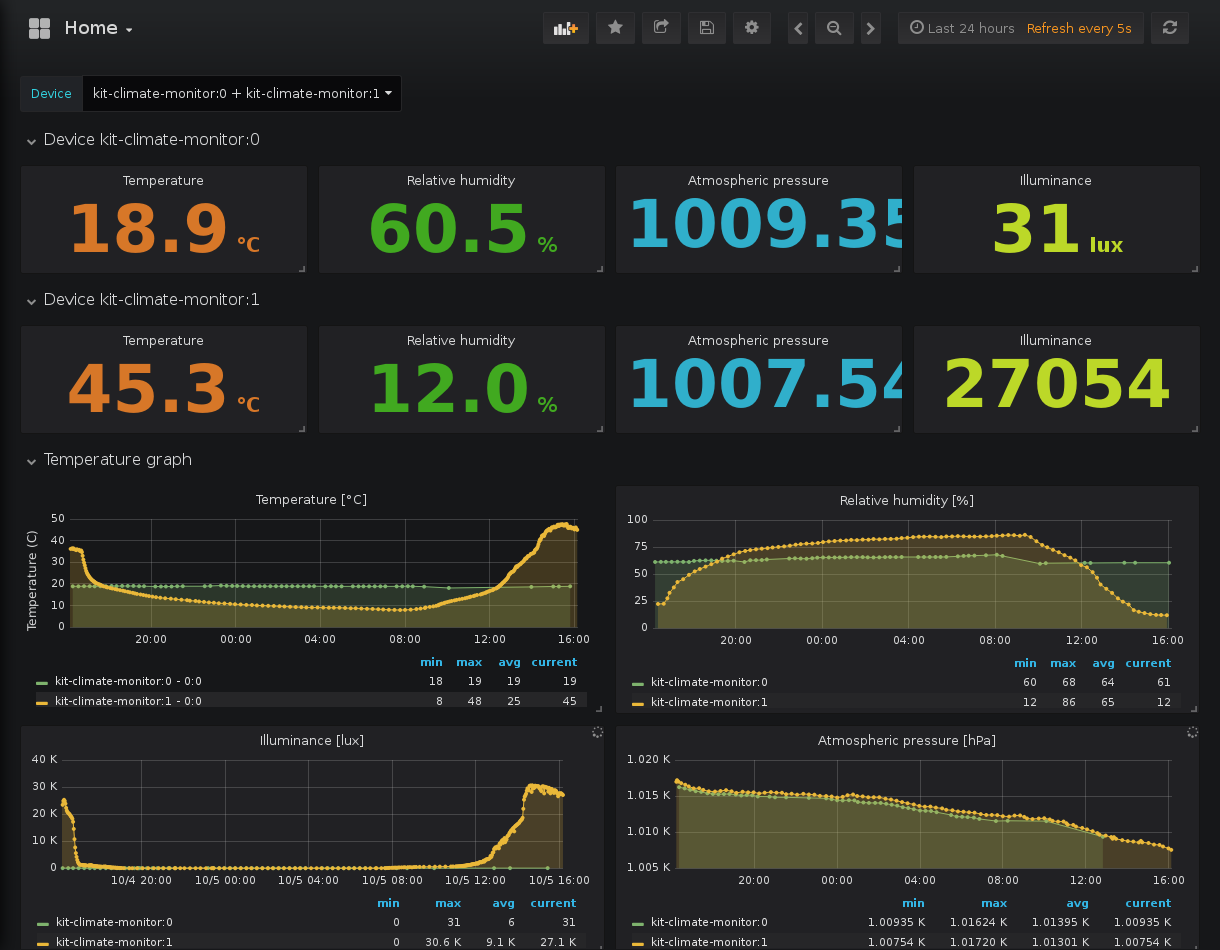 Home
Last 24 hours Refresh every 5s
Device kit-climate-monitor:0 + kit-climate-monitor:1
Device kit-climate-monitor:0
Temperature Relative humidity Atmospheric pressure Illuminance
18.9 °C 60.5 % 1009.35 31 lux
Device kit-climate-monitor:1
Temperature Relative humidity Atmospheric pressure Illuminance
45.3 °C 12.0 % 1007.54 27054
Temperature graph
Temperature [°C]
Temperature (C)
50
40
30
20
10
0
20:00 00:00 04:00 08:00 12:00 16:00
min max avg current
kit-climate-monitor:0 - 0:0 18 19 19 19
kit-climate-monitor:1 - 0:0 8 48 25 45
Relative humidity [%]
100
75
50
25
0
20:00 00:00 04:00 08:00 12:00 16:00
min max avg current
kit-climate-monitor:0 60 68 64 61
kit-climate-monitor:1 12 86 65 12
Illuminance [lux]
40 K
30 K
20 K
10 K
0
10/4 20:00 10/5 00:00 10/5 04:00 10/5 08:00 10/5 12:00 10/5 16:00
min max avg current
kit-climate-monitor:0 0 31 6 31
kit-climate-monitor:1 0 30.6 K 9.1 K 27.1 K
Atmospheric pressure [hPa]
1.020 K
1.015 K
1.010 K
1.005 K
20:00 00:00 04:00 08:00 12:00 16:00
min max avg current
kit-climate-monitor:0 1.00935 K 1.01624 K 1.01395 K 1.00935 K
kit-climate-monitor:1 1.00754 K 1.01720 K 1.01301 K 1.00754 K